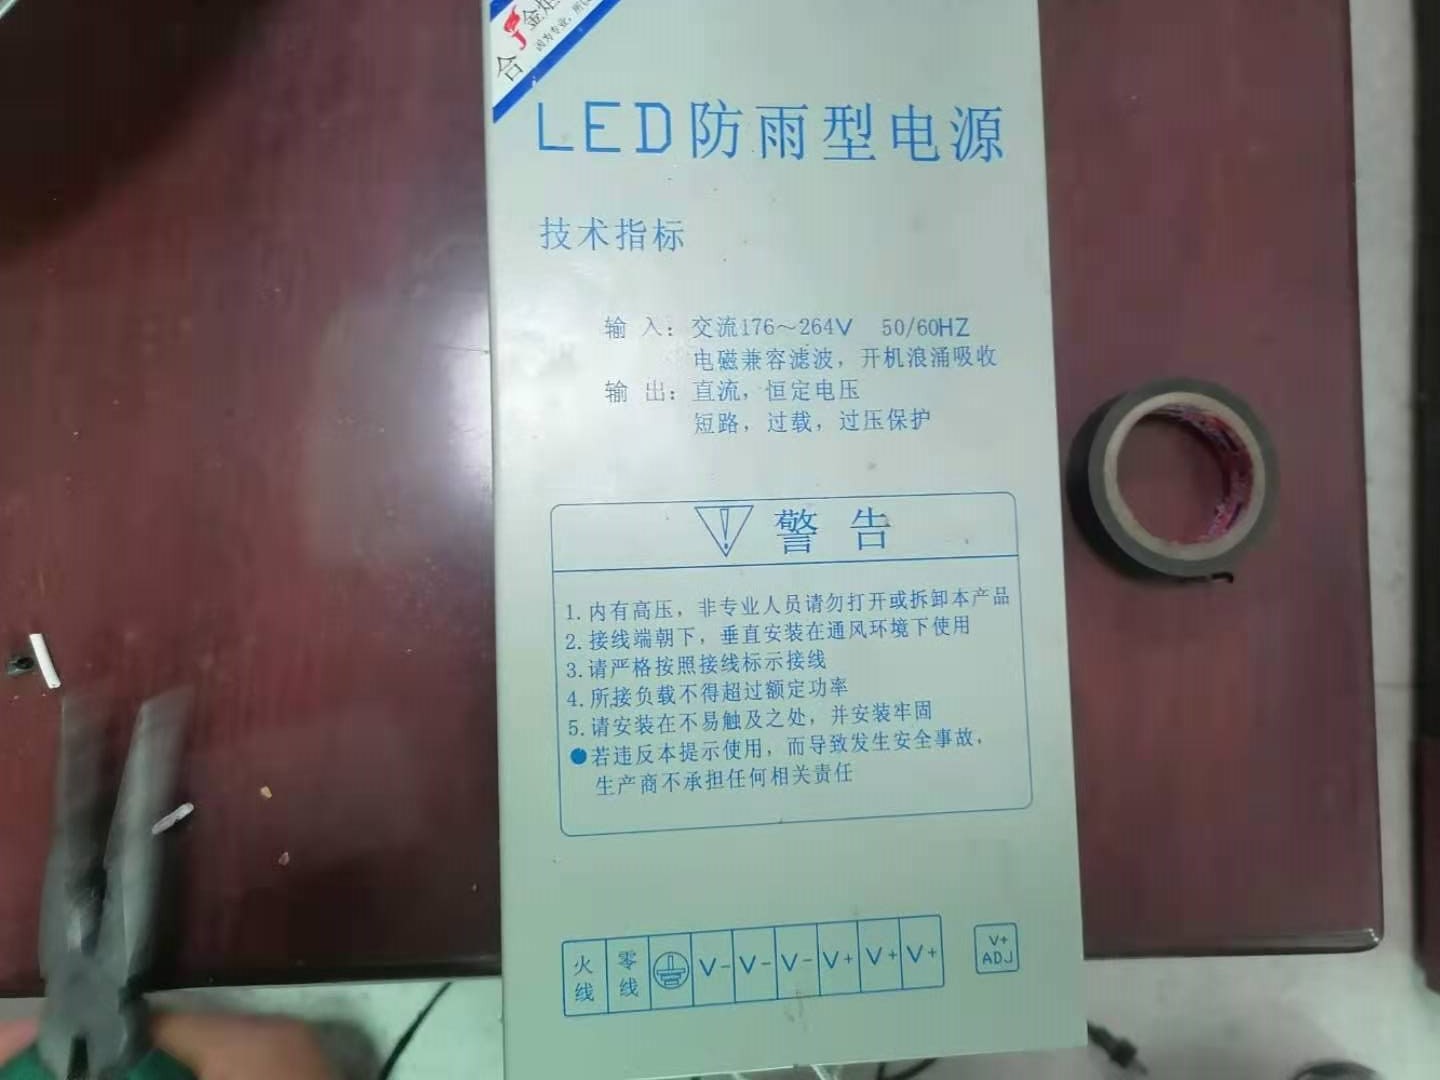 金炬
因为专业，所
合
LED防雨型电源
技术指标
输 入：交流176～264V 50/60HZ
电磁兼容滤波，开机浪涌吸收
输 出：直流，恒定电压
短路，过载，过压保护
! 警 告
1.内有高压，非专业人员请勿打开或拆卸本产品
2.接线端朝下，垂直安装在通风环境下使用
3.请严格按照接线标示接线
4.所接负载不得超过额定功率
5.请安装在不易触及之处，并安装牢固
●若违反本提示使用，而导致发生安全事故，
生产商不承担任何相关责任
火线 零线 V- V- V- V+ V+ V+
V+
ADJ